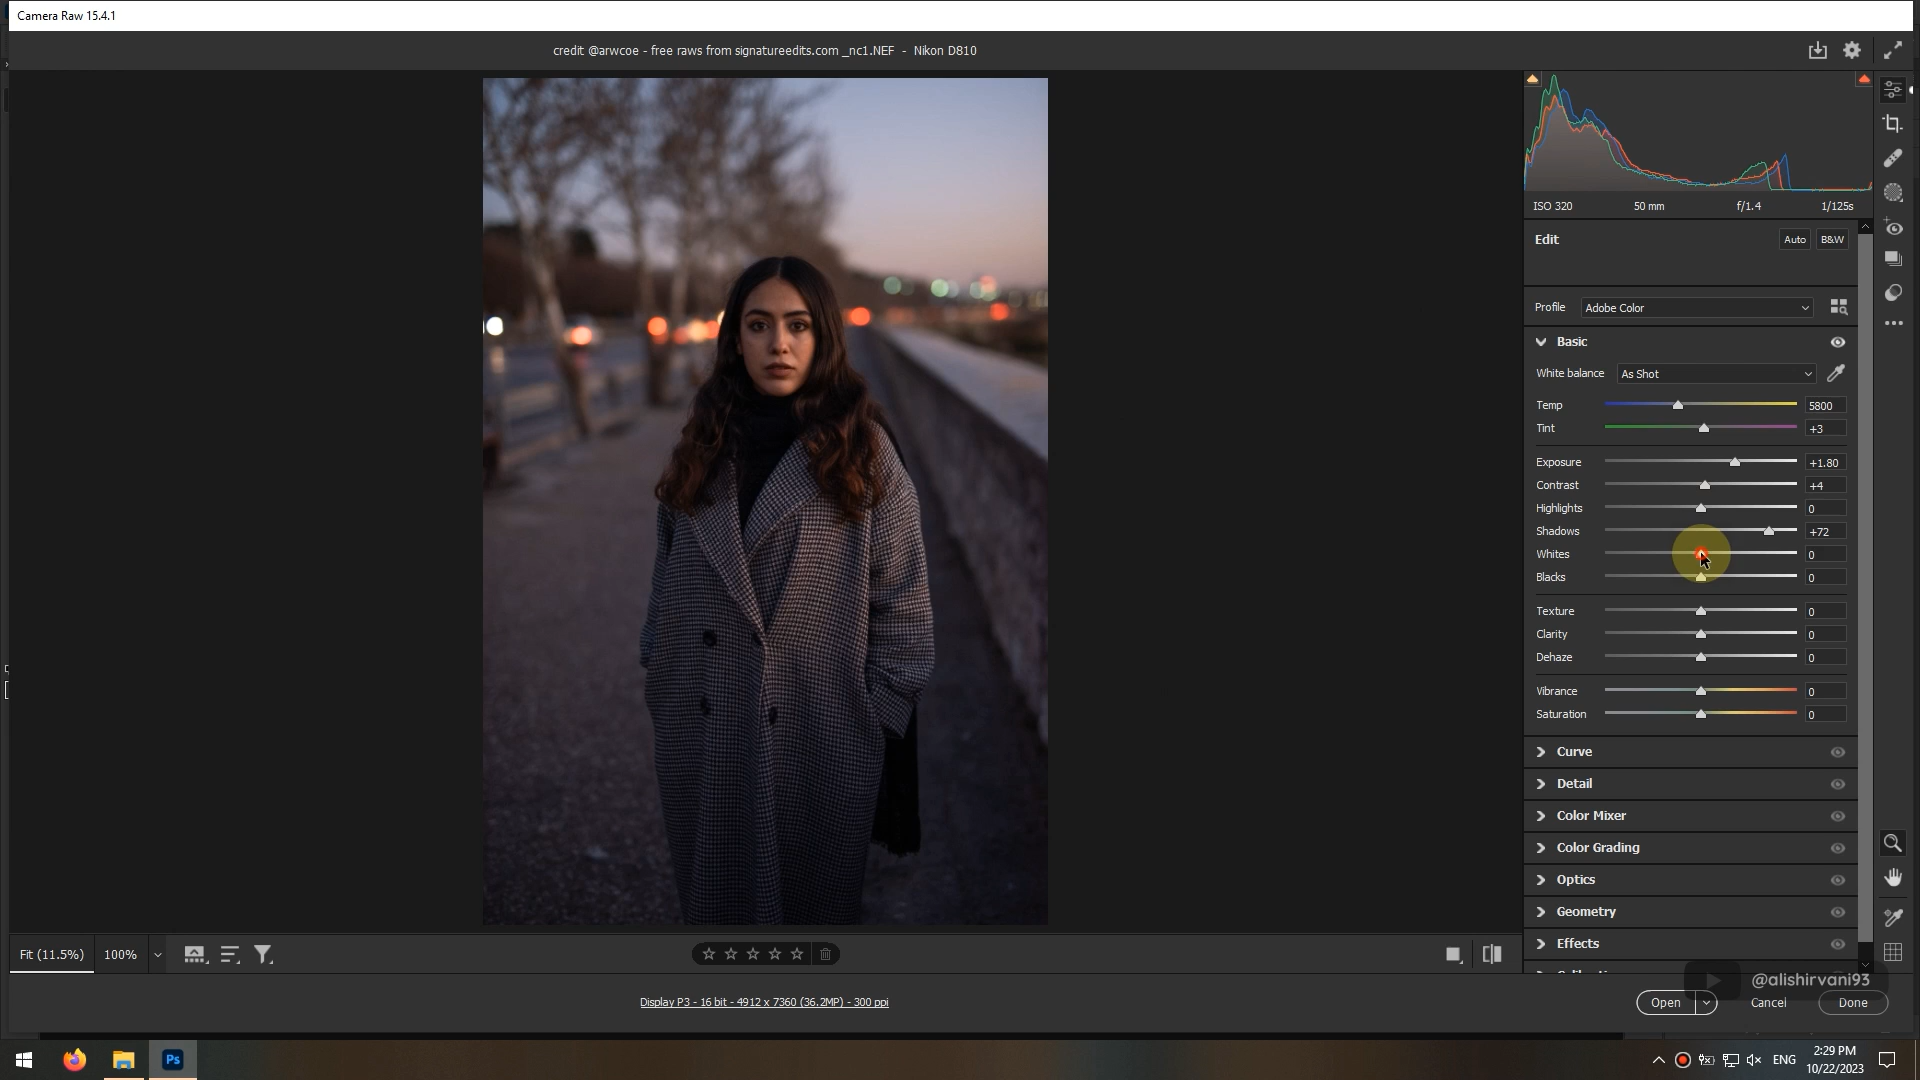 Camera Raw 15.4.1
credit @arwcoe - free raws from signatureedits.com _nc1.NEF - Nikon D810
ISO 320 50 mm f/1.4 1/125s
Edit Auto B&W
Profile Adobe Color
Basic
White balance As Shot
Temp 5800
Tint +3
Exposure +1.80
Contrast +4
Highlights 0
Shadows +72
Whites 0
Blacks 0
Texture 0
Clarity 0
Dehaze 0
Vibrance 0
Saturation 0
Curve
Detail
Color Mixer
Color Grading
Optics
Geometry
Effects
Fit (11.5%) 100%
@alishirvani93
Display P3 - 16 bit - 4912 x 7360 (36.2MP) - 300 ppi
Open Cancel Done
Ps
ENG
2:29 PM
10/22/2023